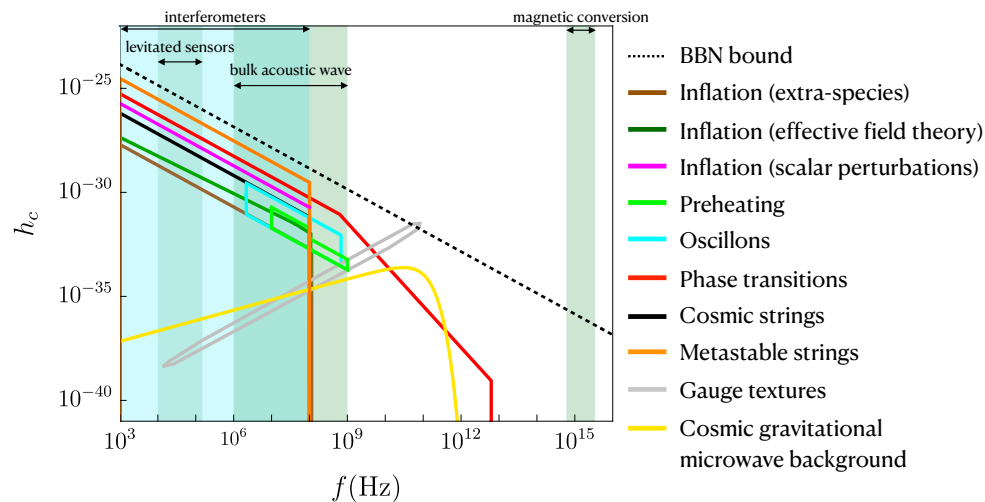 interferometers
magnetic conversion
levitated sensors
bulk acoustic wave
10^{-25}
10^{-30}
10^{-35}
10^{-40}
h_c
10^3
10^6
10^9
10^{12}
10^{15}
f(Hz)
BBN bound
Inflation (extra-species)
Inflation (effective field theory)
Inflation (scalar perturbations)
Preheating
Oscillons
Phase transitions
Cosmic strings
Metastable strings
Gauge textures
Cosmic gravitational
microwave background